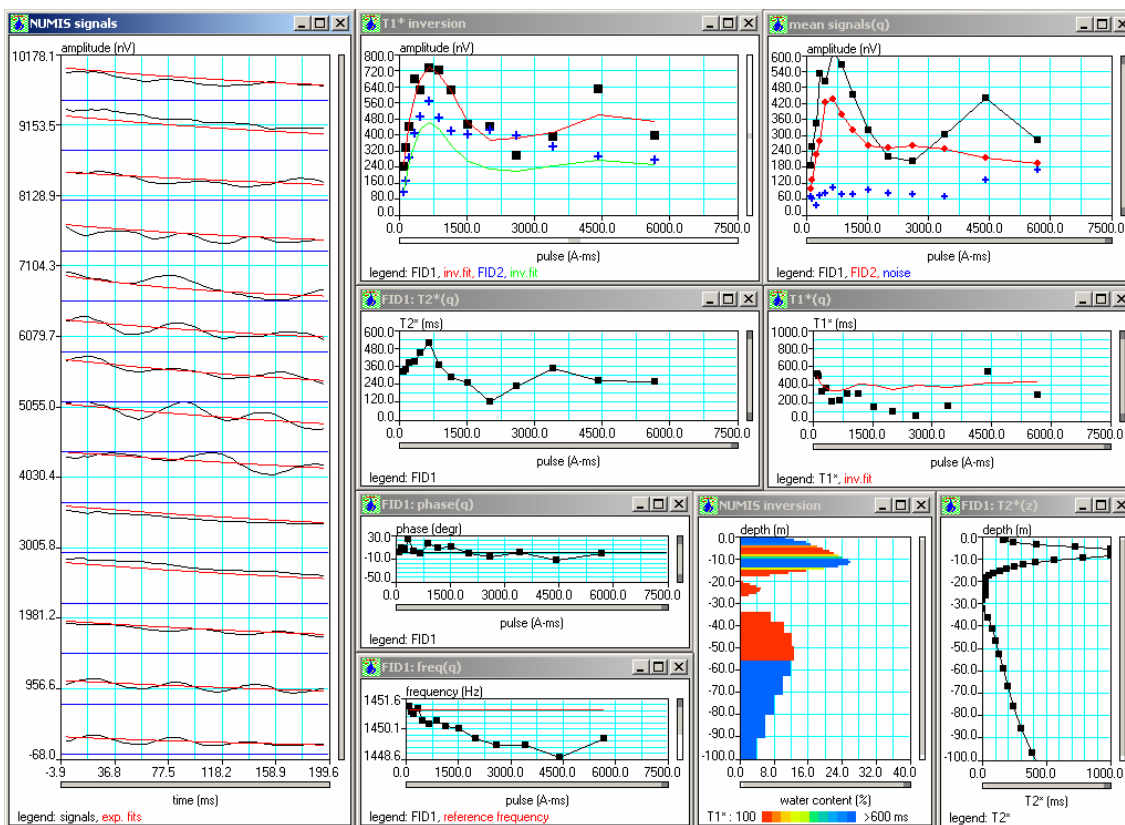 NUMIS signals
amplitude (nV)
10178.1
9153.5
8128.9
7104.3
6079.7
5055.0
4030.4
3005.8
1981.2
956.6
-68.0
-3.9 36.8 77.5 118.2 158.9 199.6
time (ms)
legend: signals, exp. fits
T1* inversion
amplitude (nV)
800.0
720.0
640.0
560.0
480.0
400.0
320.0
240.0
160.0
80.0
0.0
0.0 1500.0 3000.0 4500.0 6000.0 7500.0
pulse (A-ms)
legend: FID1, inv.fit, FID2, inv.fit
mean signals(q)
amplitude (nV)
600.0
540.0
480.0
420.0
360.0
300.0
240.0
180.0
120.0
60.0
0.0
0.0 1500.0 3000.0 4500.0 6000.0 7500.0
pulse (A-ms)
legend: FID1, FID2, noise
FID1: T2*(q)
T2* (ms)
600.0
480.0
360.0
240.0
120.0
0.0
0.0 1500.0 3000.0 4500.0 6000.0 7500.0
pulse (A-ms)
legend: FID1
T1*(q)
T1* (ms)
1000.0
800.0
600.0
400.0
200.0
0.0
0.0 1500.0 3000.0 4500.0 6000.0 7500.0
pulse (A-ms)
legend: T1*, inv.fit
FID1: phase(q)
phase (degr)
30.0
10.0
-50.0
0.0 1500.0 3000.0 4500.0 6000.0 7500.0
pulse (A-ms)
legend: FID1
FID1: freq(q)
frequency (Hz)
1451.6
1450.1
1448.6
0.0 1500.0 3000.0 4500.0 6000.0 7500.0
pulse (A-ms)
legend: FID1, reference frequency
NUMIS inversion
depth (m)
0.0
-10.0
-20.0
-30.0
-40.0
-50.0
-60.0
-70.0
-80.0
-90.0
-100.0
0.0 8.0 16.0 24.0 32.0 40.0
water content (%)
T1* : 100 >600 ms
FID1: T2*(z)
depth (m)
0.0
-10.0
-20.0
-30.0
-40.0
-50.0
-60.0
-70.0
-80.0
-90.0
-100.0
0.0 500.0 1000.0
T2* (ms)
legend: T2*